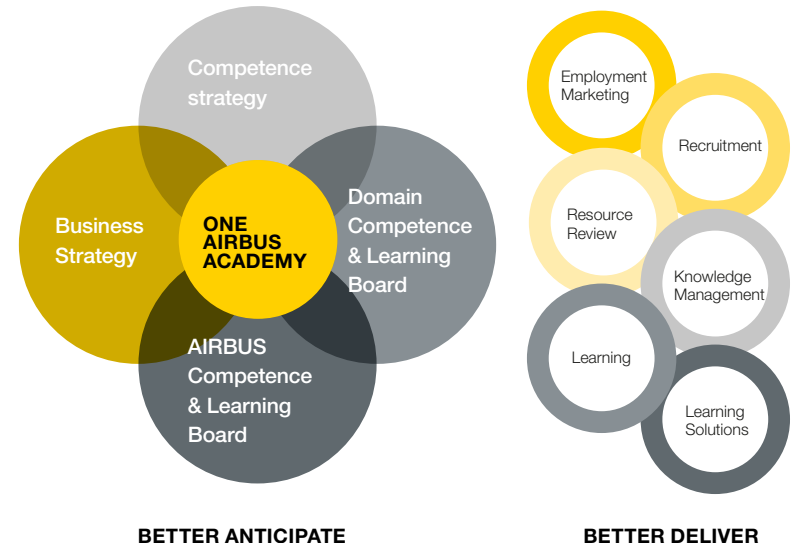 Competence
strategy
Business
Strategy
ONE
AIRBUS
ACADEMY
Domain
Competence
& Learning
Board
AIRBUS
Competence
& Learning
Board
BETTER ANTICIPATE
Employment
Marketing
Recruitment
Resource
Review
Knowledge
Management
Learning
Learning
Solutions
BETTER DELIVER